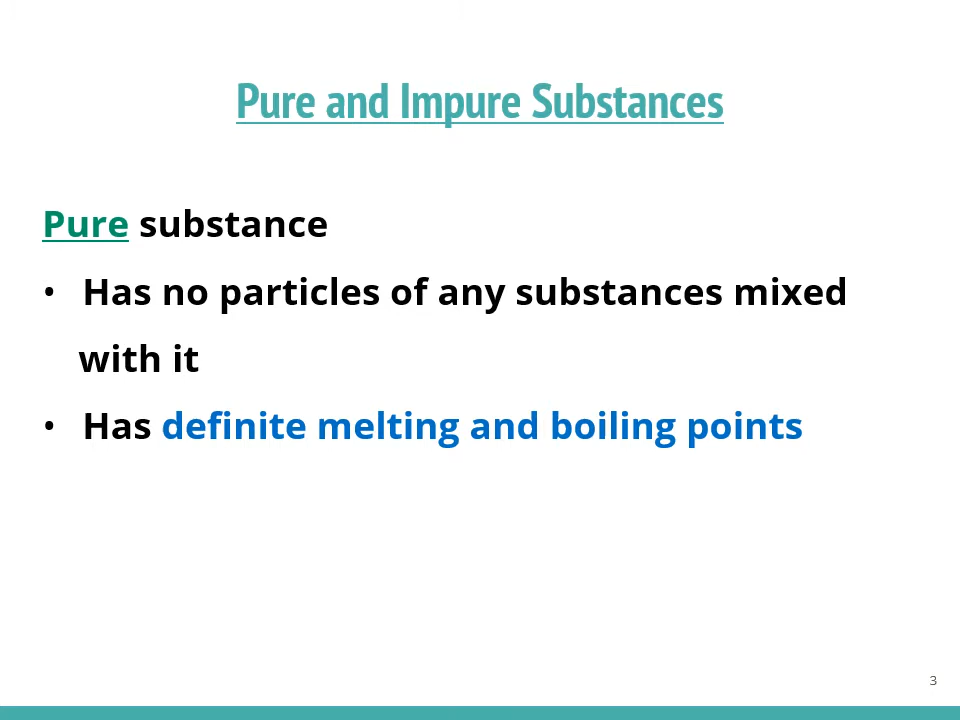 Pure and Impure Substances
Pure substance
• Has no particles of any substances mixed
with it
• Has definite melting and boiling points
3